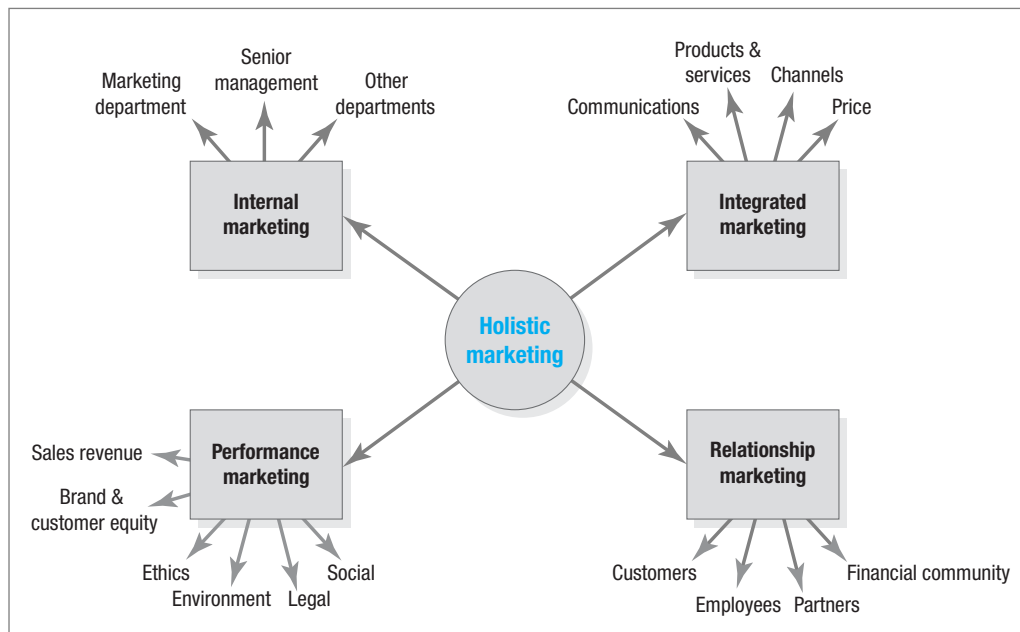 Marketing
department
Senior
management
Other
departments
Internal
marketing
Communications
Products &
services
Channels
Price
Integrated
marketing
Holistic
marketing
Sales revenue
Brand &
customer equity
Performance
marketing
Ethics
Environment
Legal
Social
Relationship
marketing
Customers
Employees
Partners
Financial community